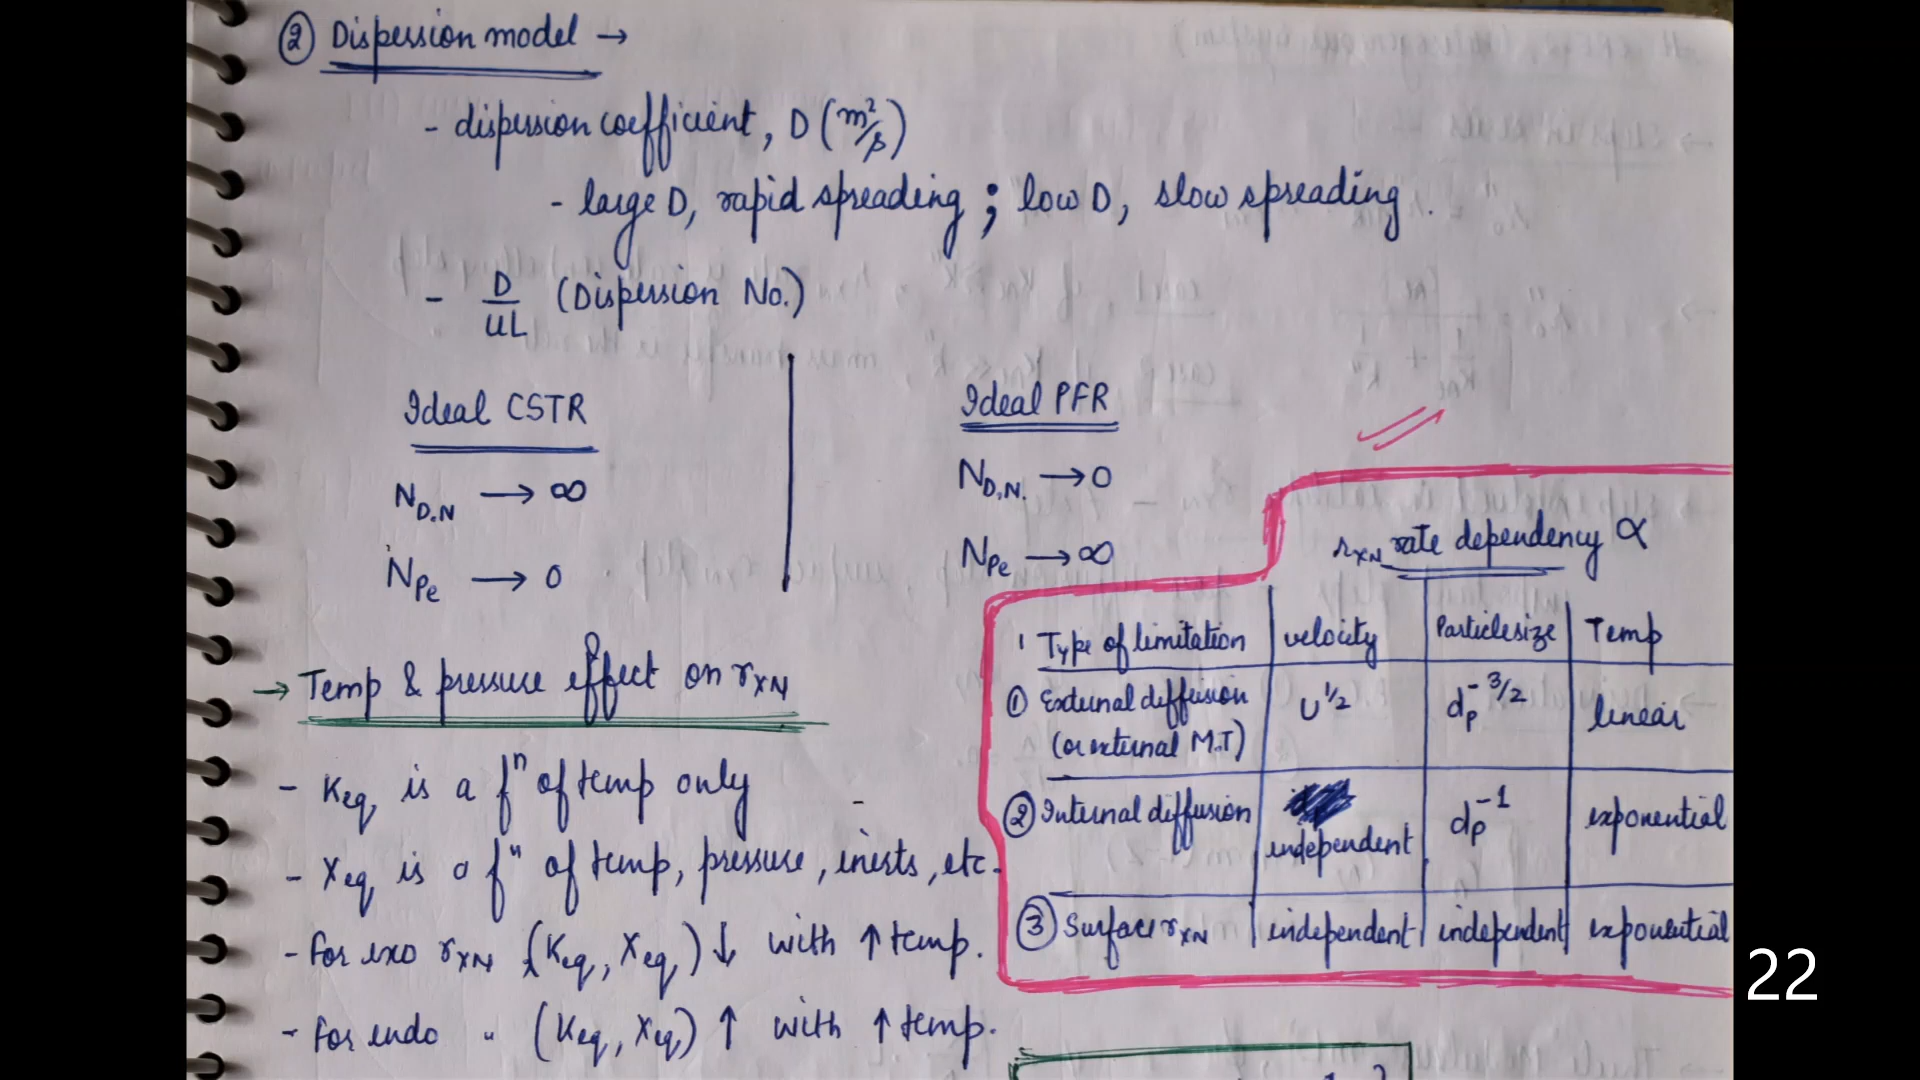 ② Dispersion model →
- dispersion coefficient, D (m²/s)
- large D, rapid spreading ; low D, slow spreading.
- D/uL (Dispersion No.)
Ideal CSTR
N_D.N → ∞
N_Pe → 0
Ideal PFR
N_D.N. → 0
N_Pe → ∞
→ Temp & pressure effect on rXN
- Keq is a fⁿ of temp only
- Xeq is a fⁿ of temp, pressure, inerts, etc.
- for exo rXN (Keq, Xeq) ↓ with ↑ temp.
- for endo " (Keq, Xeq) ↑ with ↑ temp.
rXN rate dependency ∝
Type of limitation | velocity | Particle size | Temp
① External diffusion (or external M.T) | U^1/2 | dp^-3/2 | linear
② Internal diffusion | independent | dp^-1 | exponential
③ Surface rXN | independent | independent | exponential
22